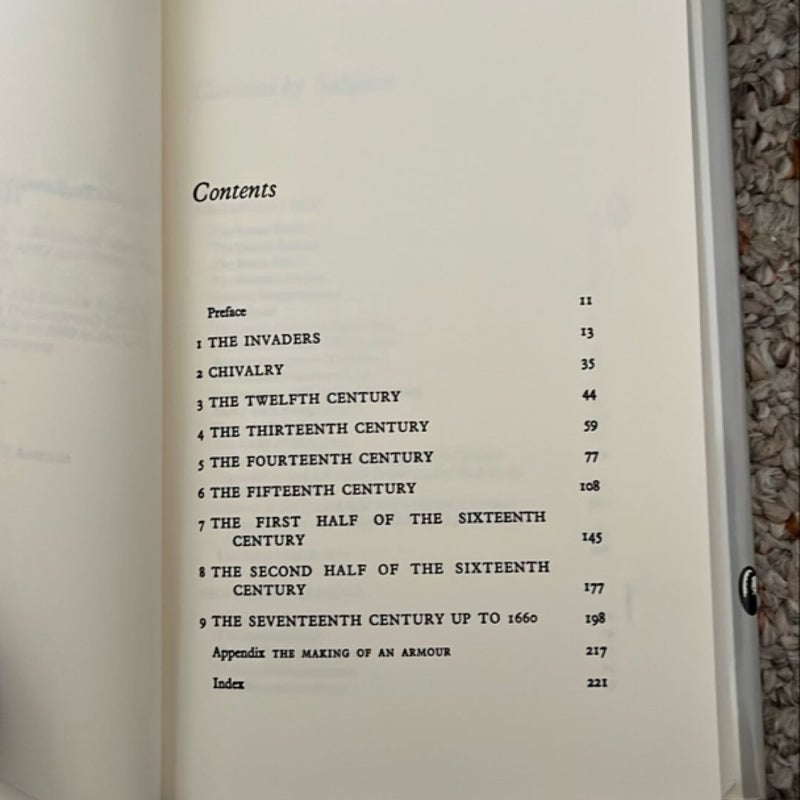 Contents
Preface 11
1 THE INVADERS 13
2 CHIVALRY 35
3 THE TWELFTH CENTURY 44
4 THE THIRTEENTH CENTURY 59
5 THE FOURTEENTH CENTURY 77
6 THE FIFTEENTH CENTURY 108
7 THE FIRST HALF OF THE SIXTEENTH
CENTURY 145
8 THE SECOND HALF OF THE SIXTEENTH
CENTURY 177
9 THE SEVENTEENTH CENTURY UP TO 1660 198
Appendix THE MAKING OF AN ARMOUR 217
Index 221